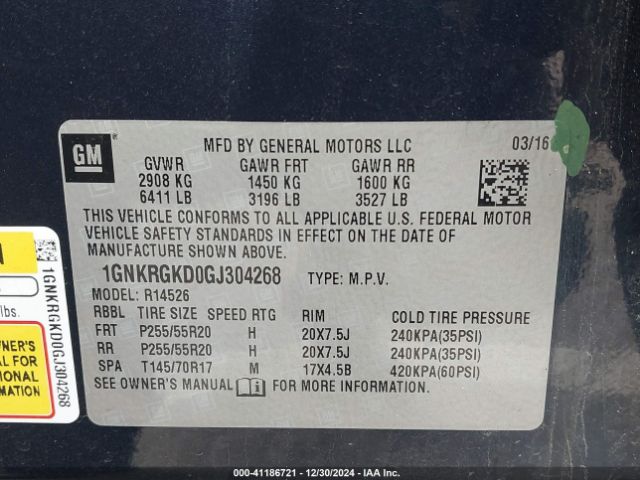 MFD BY GENERAL MOTORS LLC 03/16
GM
GVWR GAWR FRT GAWR RR
2908 KG 1450 KG 1600 KG
6411 LB 3196 LB 3527 LB
THIS VEHICLE CONFORMS TO ALL APPLICABLE U.S. FEDERAL MOTOR
VEHICLE SAFETY STANDARDS IN EFFECT ON THE DATE OF
MANUFACTURE SHOWN ABOVE.
1GNKRGKD0GJ304268 TYPE: M.P.V.
MODEL: R14526
RBBL TIRE SIZE SPEED RTG RIM COLD TIRE PRESSURE
FRT P255/55R20 H 20X7.5J 240KPA(35PSI)
RR P255/55R20 H 20X7.5J 240KPA(35PSI)
SPA T145/70R17 M 17X4.5B 420KPA(60PSI)
SEE OWNER'S MANUAL FOR MORE INFORMATION.
lbs.
OWNER'S
FOR
1GNKRGKD0GJ304268
000-41186721 - 12/30/2024 - IAA Inc.